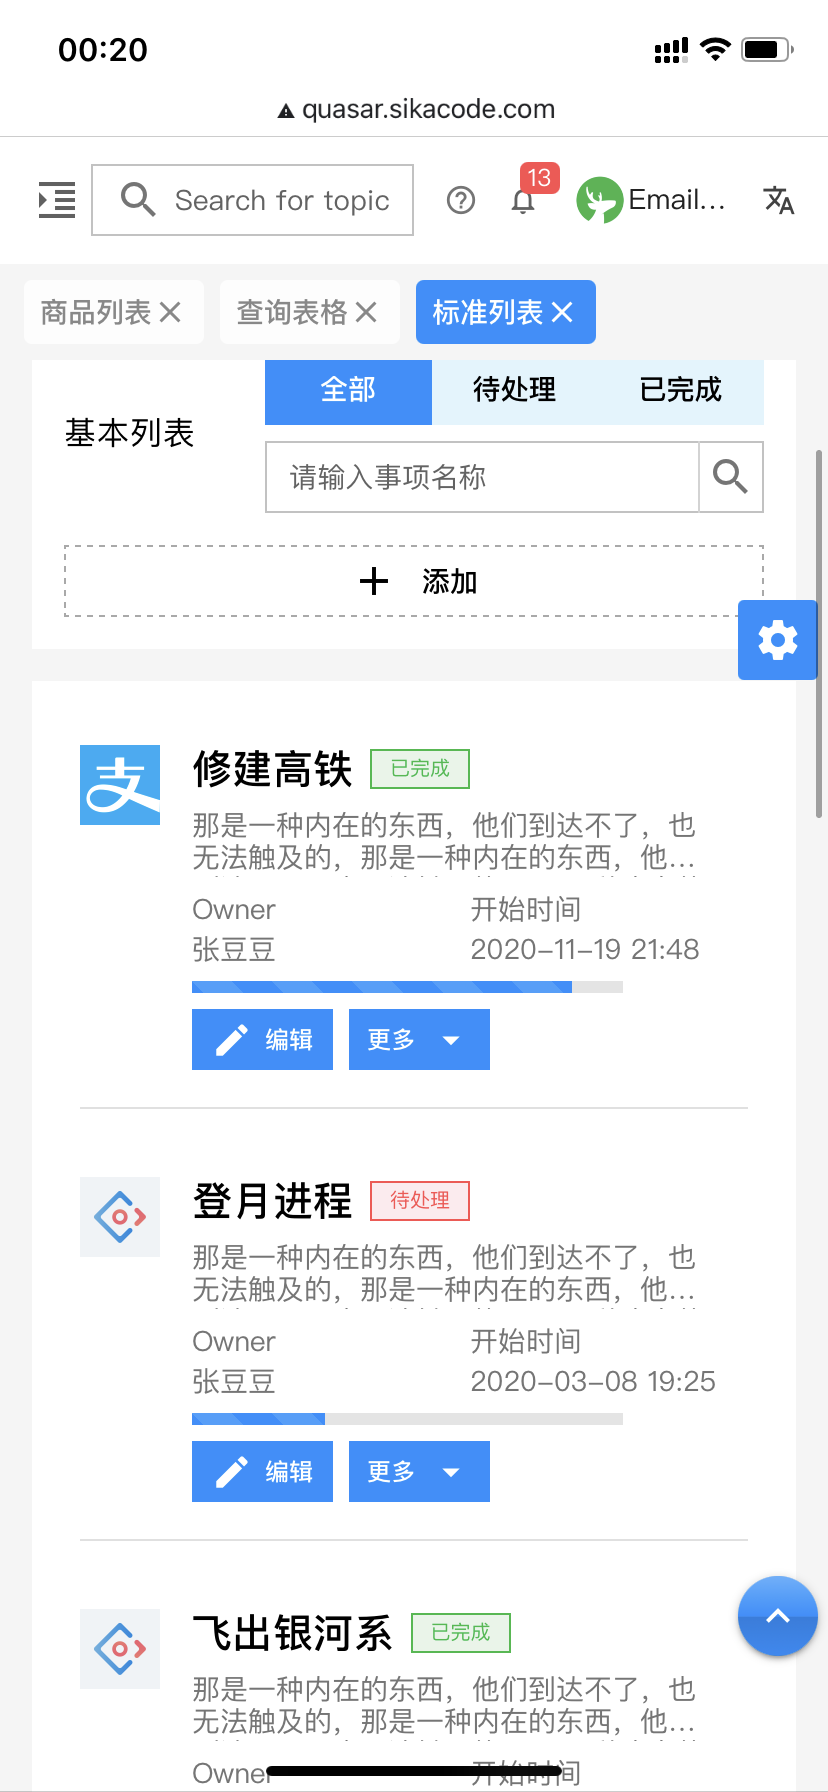 00:20
quasar.sikacode.com
Search for topic
13
Email...
商品列表
查询表格
标准列表
全部 待处理 已完成
基本列表
请输入事项名称
添加
修建高铁 已完成
那是一种内在的东西，他们到达不了，也
无法触及的，那是一种内在的东西，他...
Owner 开始时间
张豆豆 2020-11-19 21:48
编辑 更多
登月进程 待处理
那是一种内在的东西，他们到达不了，也
无法触及的，那是一种内在的东西，他...
Owner 开始时间
张豆豆 2020-03-08 19:25
编辑 更多
飞出银河系 已完成
那是一种内在的东西，他们到达不了，也
无法触及的，那是一种内在的东西，他...
Owner 开始时间